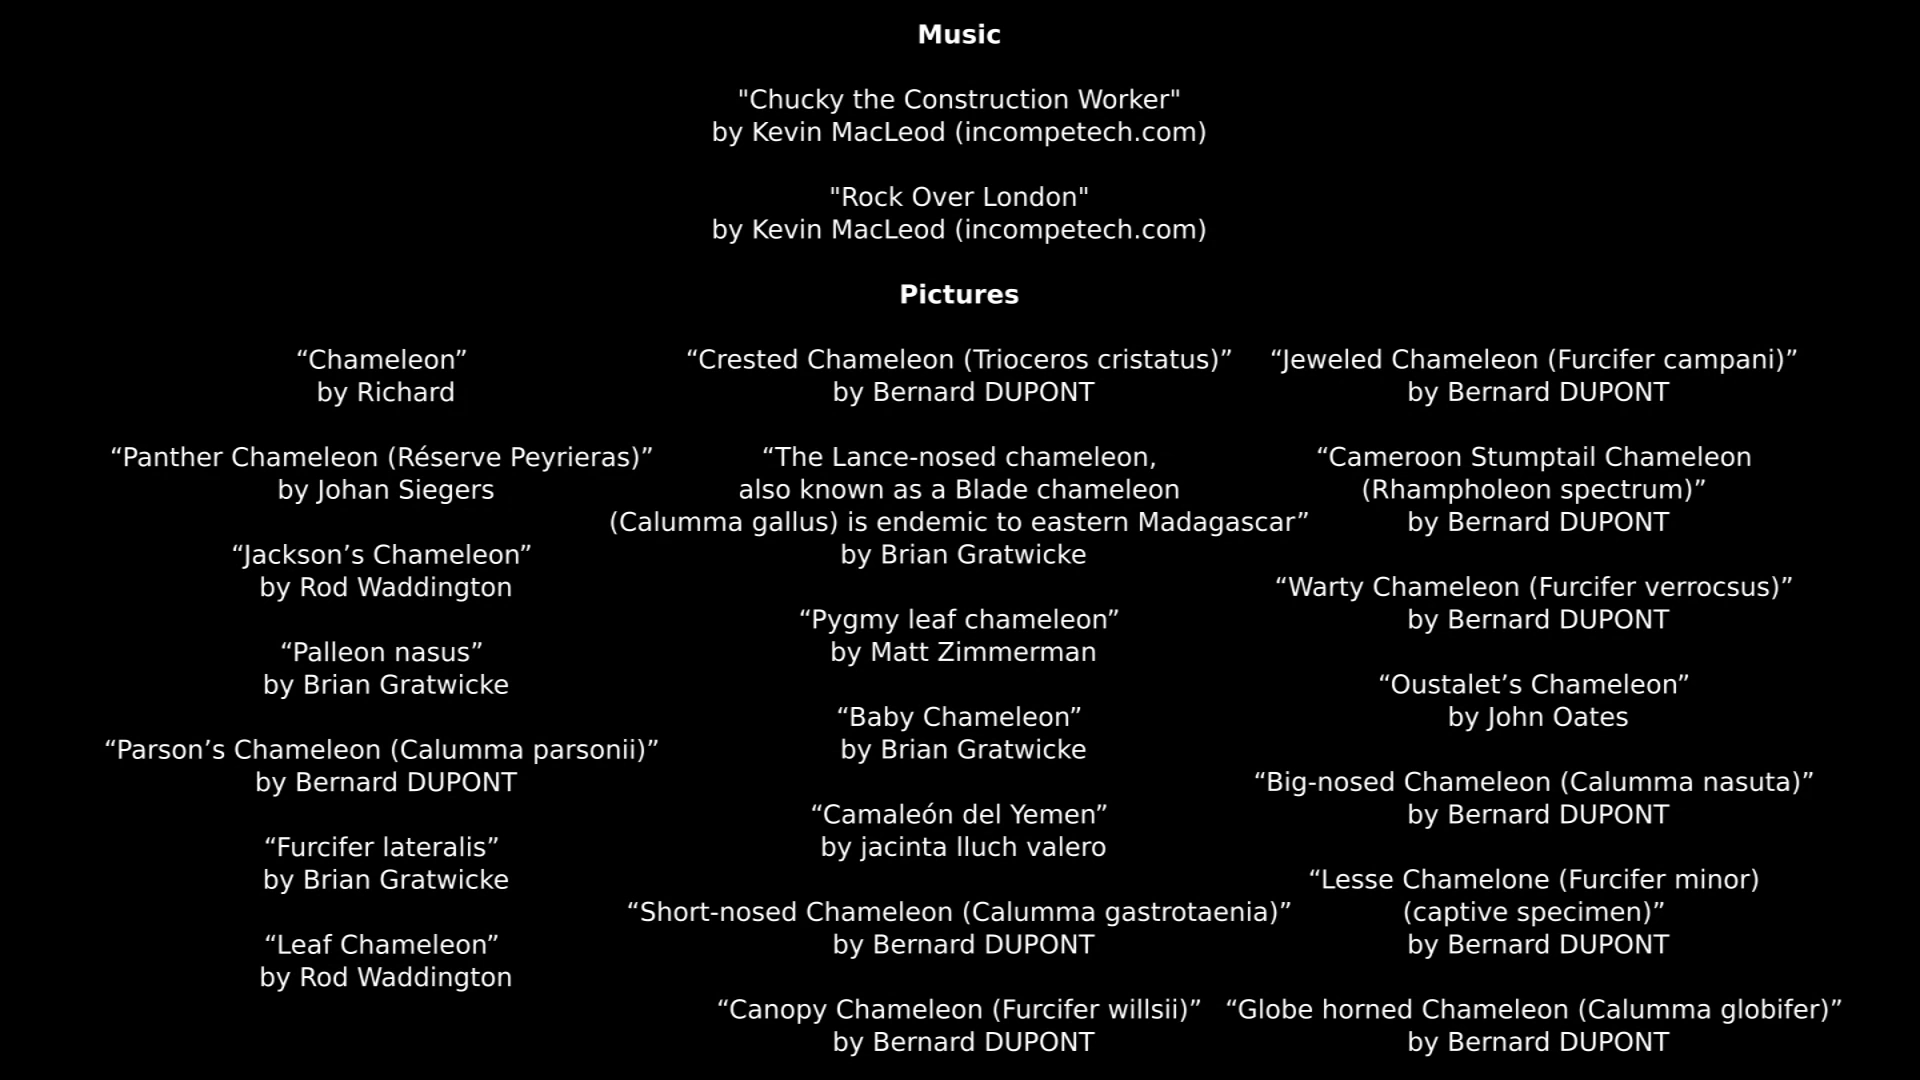 Music
"Chucky the Construction Worker"
by Kevin MacLeod (incompetech.com)
"Rock Over London"
by Kevin MacLeod (incompetech.com)
Pictures
“Chameleon”
by Richard
“Panther Chameleon (Réserve Peyrieras)”
by Johan Siegers
“Jackson’s Chameleon”
by Rod Waddington
“Palleon nasus”
by Brian Gratwicke
“Parson’s Chameleon (Calumma parsonii)”
by Bernard DUPONT
“Furcifer lateralis”
by Brian Gratwicke
“Leaf Chameleon”
by Rod Waddington
“Crested Chameleon (Trioceros cristatus)”
by Bernard DUPONT
“The Lance-nosed chameleon,
also known as a Blade chameleon
(Calumma gallus) is endemic to eastern Madagascar”
by Brian Gratwicke
“Pygmy leaf chameleon”
by Matt Zimmerman
“Baby Chameleon”
by Brian Gratwicke
“Camaleón del Yemen”
by jacinta lluch valero
“Short-nosed Chameleon (Calumma gastrotaenia)”
by Bernard DUPONT
“Canopy Chameleon (Furcifer willsii)”
by Bernard DUPONT
“Jeweled Chameleon (Furcifer campani)”
by Bernard DUPONT
“Cameroon Stumptail Chameleon
(Rhampholeon spectrum)”
by Bernard DUPONT
“Warty Chameleon (Furcifer verrocsus)”
by Bernard DUPONT
“Oustalet’s Chameleon”
by John Oates
“Big-nosed Chameleon (Calumma nasuta)”
by Bernard DUPONT
“Lesse Chamelone (Furcifer minor)
(captive specimen)”
by Bernard DUPONT
“Globe horned Chameleon (Calumma globifer)”
by Bernard DUPONT